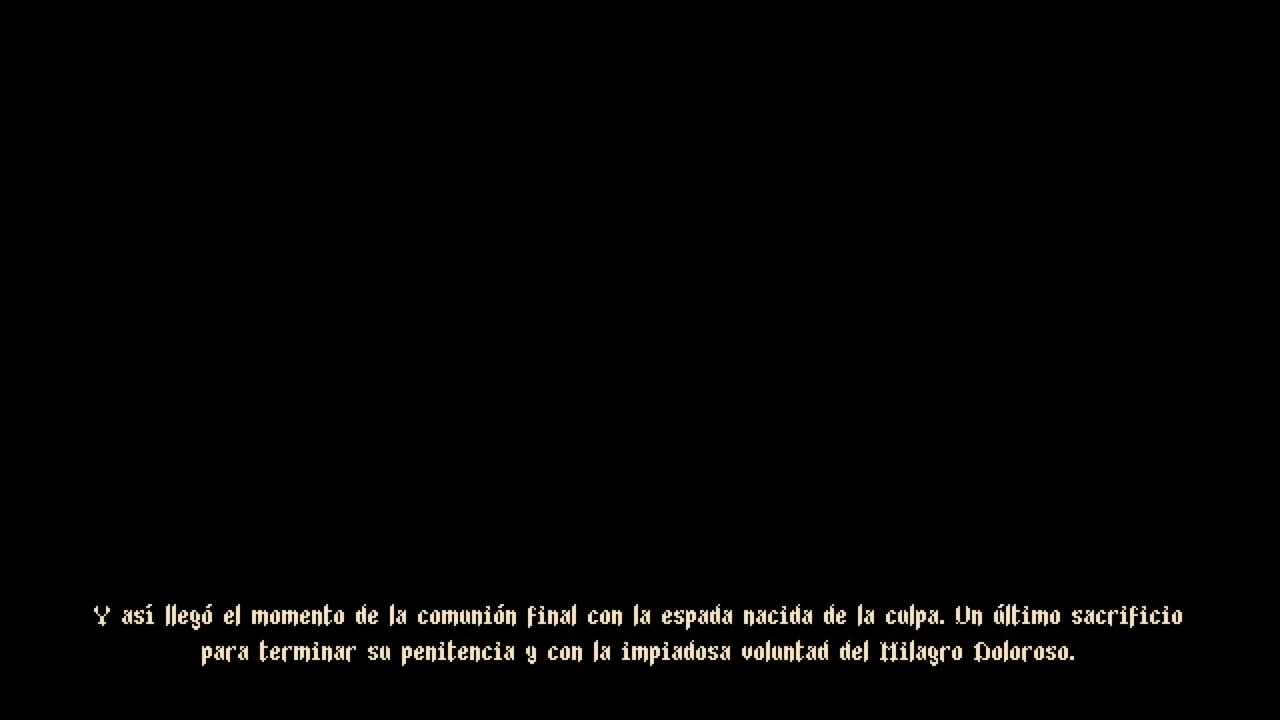 Y así llegó el momento de la comunión final con la espada nacida de la culpa. Un último sacrificio
para terminar su penitencia y con la impiadosa voluntad del Milagro Doloroso.